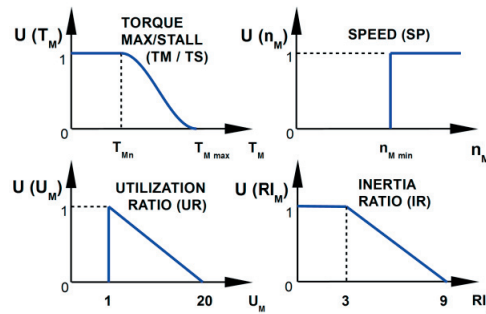 U (T_M)
TORQUE
MAX/STALL
(TM / TS)
1
0
T_Mn
T_M max
T_M
U (n_M)
SPEED (SP)
1
0
n_M min
n_M
U (U_M)
UTILIZATION
RATIO (UR)
1
0
1
20
U_M
U (RI_M)
INERTIA
RATIO (IR)
1
0
3
9
RI